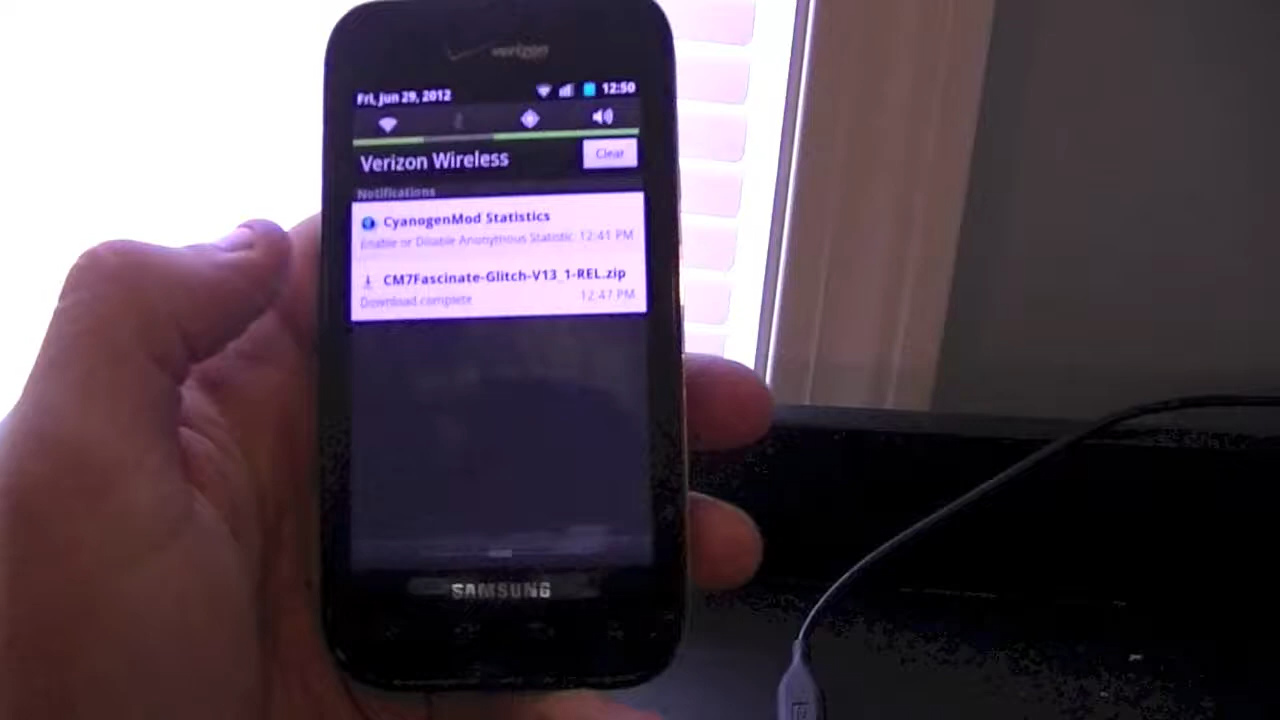 verizon
Fri, Jun 29, 2012 12:50
Verizon Wireless Clear
Notifications
CyanogenMod Statistics
Enable or Disable Anonymous Statistic 12:41 PM
CM7Fascinate-Glitch-V13_1-REL.zip
Download complete 12:47 PM
SAMSUNG